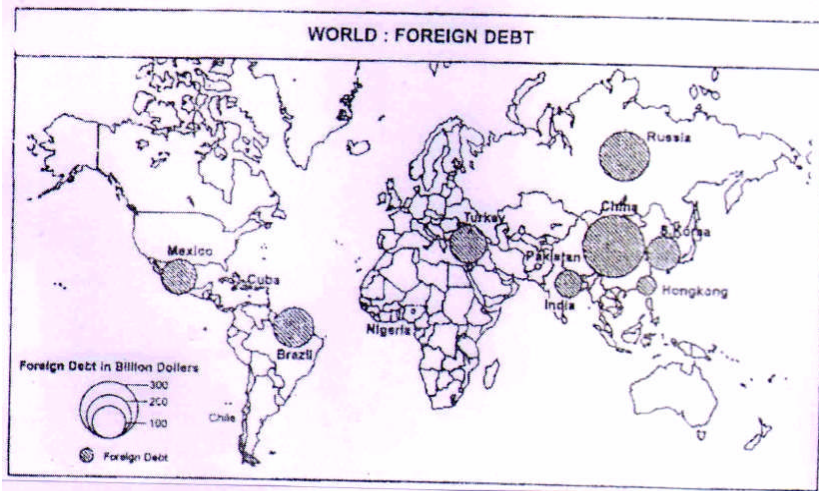 WORLD : FOREIGN DEBT
Russia
China
Turkey
S.Korea
Mexico
Pakistan
Cuba
India
Hongkong
Nigeria
Brazil
Foreign Debt in Billion Dollers
300
200
100
Chile
Foreign Debt